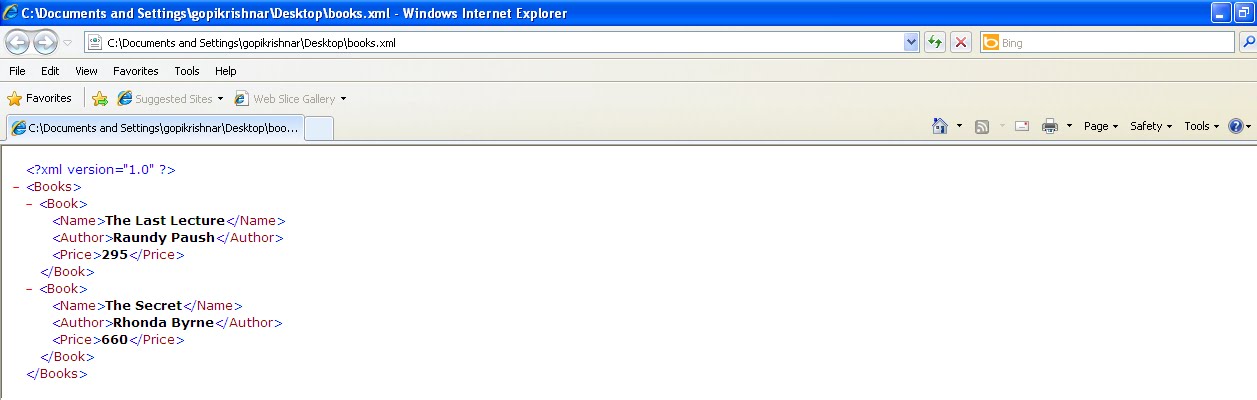 C:\Documents and Settings\gopikrishnar\Desktop\books.xml - Windows Internet Explorer
C:\Documents and Settings\gopikrishnar\Desktop\books.xml Bing
File Edit View Favorites Tools Help
Favorites Suggested Sites Web Slice Gallery
C:\Documents and Settings\gopikrishnar\Desktop\boo... Page Safety Tools
<?xml version="1.0" ?>
- <Books>
- <Book>
<Name>The Last Lecture</Name>
<Author>Raundy Paush</Author>
<Price>295</Price>
</Book>
- <Book>
<Name>The Secret</Name>
<Author>Rhonda Byrne</Author>
<Price>660</Price>
</Book>
</Books>